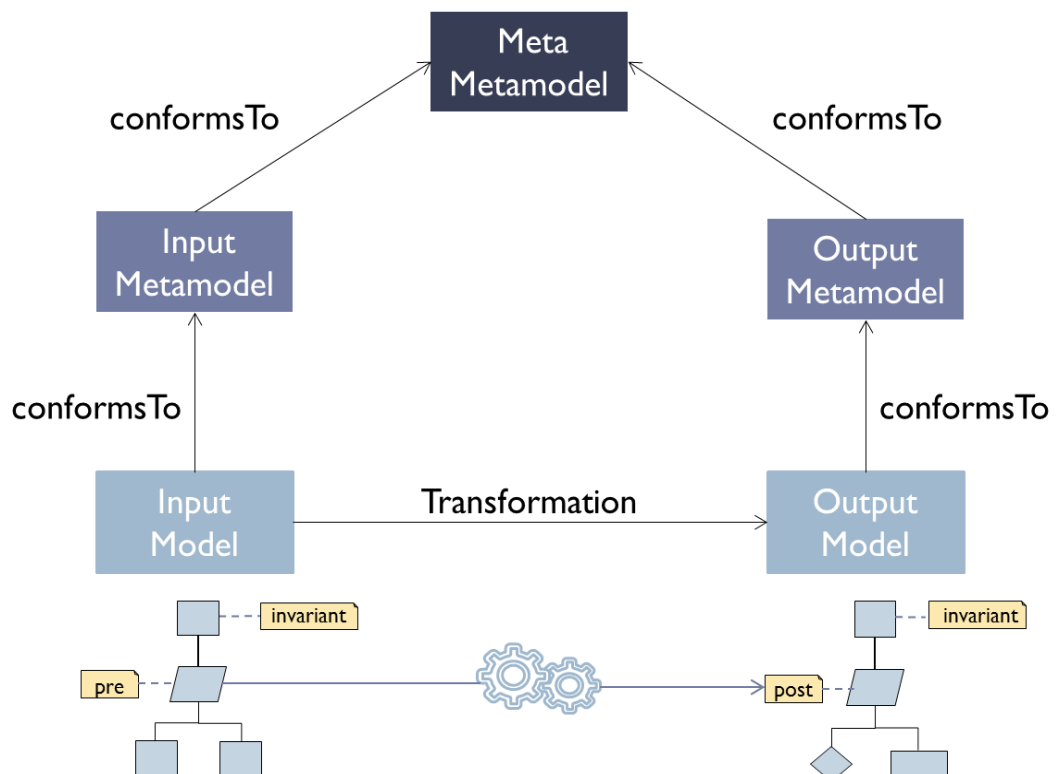 Meta
Metamodel
conformsTo
conformsTo
Input
Metamodel
Output
Metamodel
conformsTo
conformsTo
Input
Model
Transformation
Output
Model
invariant
invariant
pre
post